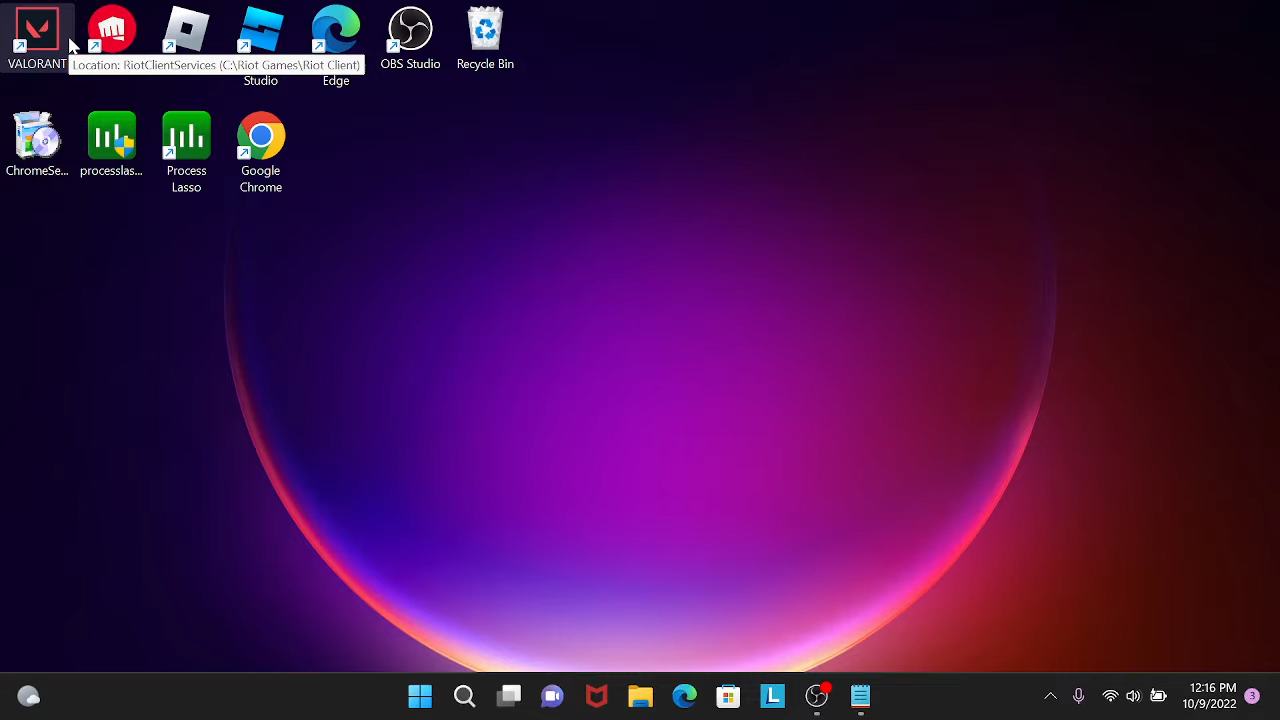 VALORANT
Location: RiotClientServices (C:\Riot Games\Riot Client)
Studio
Edge
OBS Studio
Recycle Bin
ChromeSe...
processlas...
Process
Lasso
Google
Chrome
L
12:16 PM
10/9/2022
3